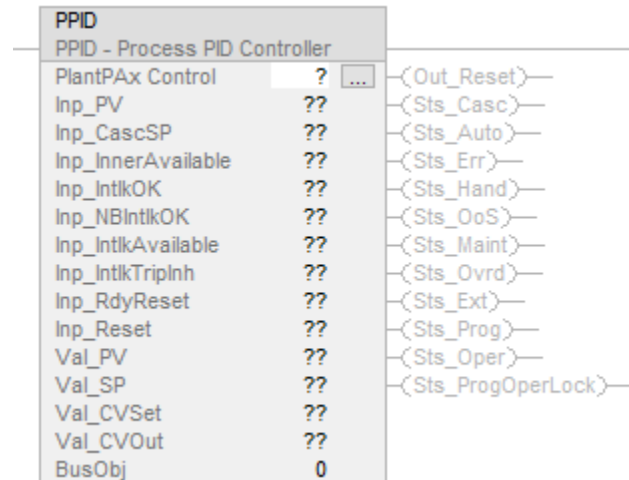 PPID
PPID - Process PID Controller
PlantPAx Control ? ... (Out_Reset)
Inp_PV ?? (Sts_Casc)
Inp_CascSP ?? (Sts_Auto)
Inp_InnerAvailable ?? (Sts_Err)
Inp_IntlkOK ?? (Sts_Hand)
Inp_NBIntlkOK ?? (Sts_OoS)
Inp_IntlkAvailable ?? (Sts_Maint)
Inp_IntlkTripInh ?? (Sts_Ovrd)
Inp_RdyReset ?? (Sts_Ext)
Inp_Reset ?? (Sts_Prog)
Val_PV ?? (Sts_Oper)
Val_SP ?? (Sts_ProgOperLock)
Val_CVSet ??
Val_CVOut ??
BusObj 0